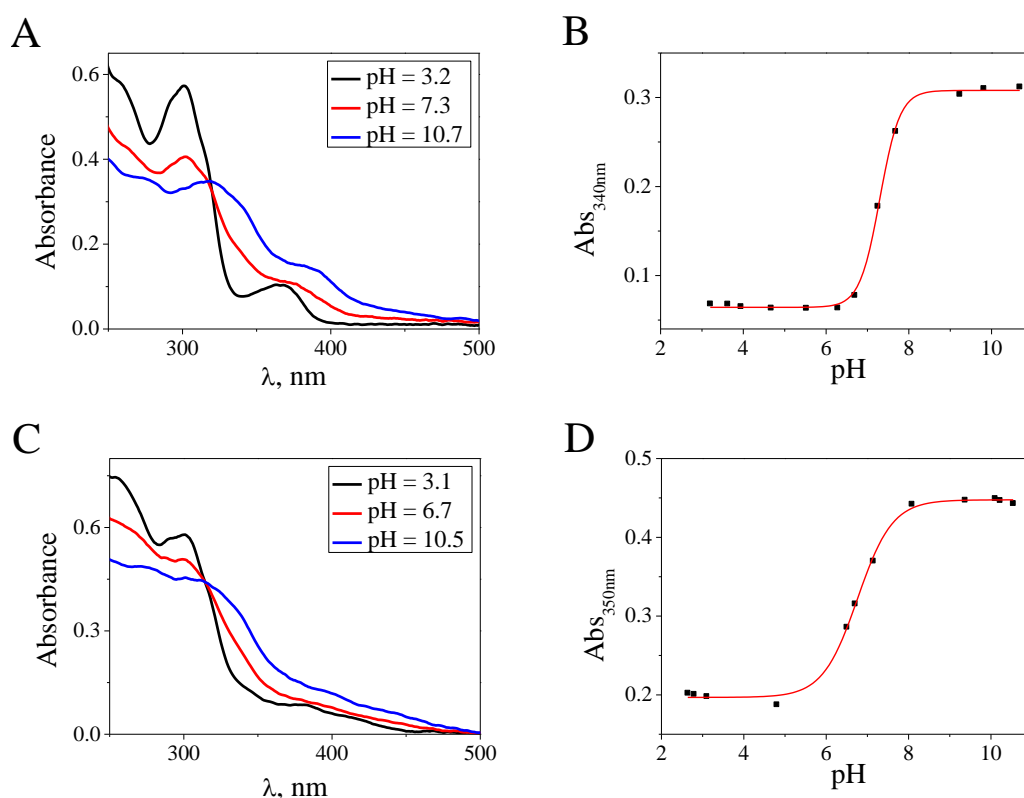 A
pH = 3.2
pH = 7.3
pH = 10.7
0.6
0.4
0.2
0.0
Absorbance
300
400
500
λ, nm
B
0.3
0.2
0.1
Abs340nm
2
4
6
8
10
pH
C
pH = 3.1
pH = 6.7
pH = 10.5
0.6
0.3
0.0
Absorbance
300
400
500
λ, nm
D
0.5
0.4
0.3
0.2
Abs350nm
2
4
6
8
10
pH